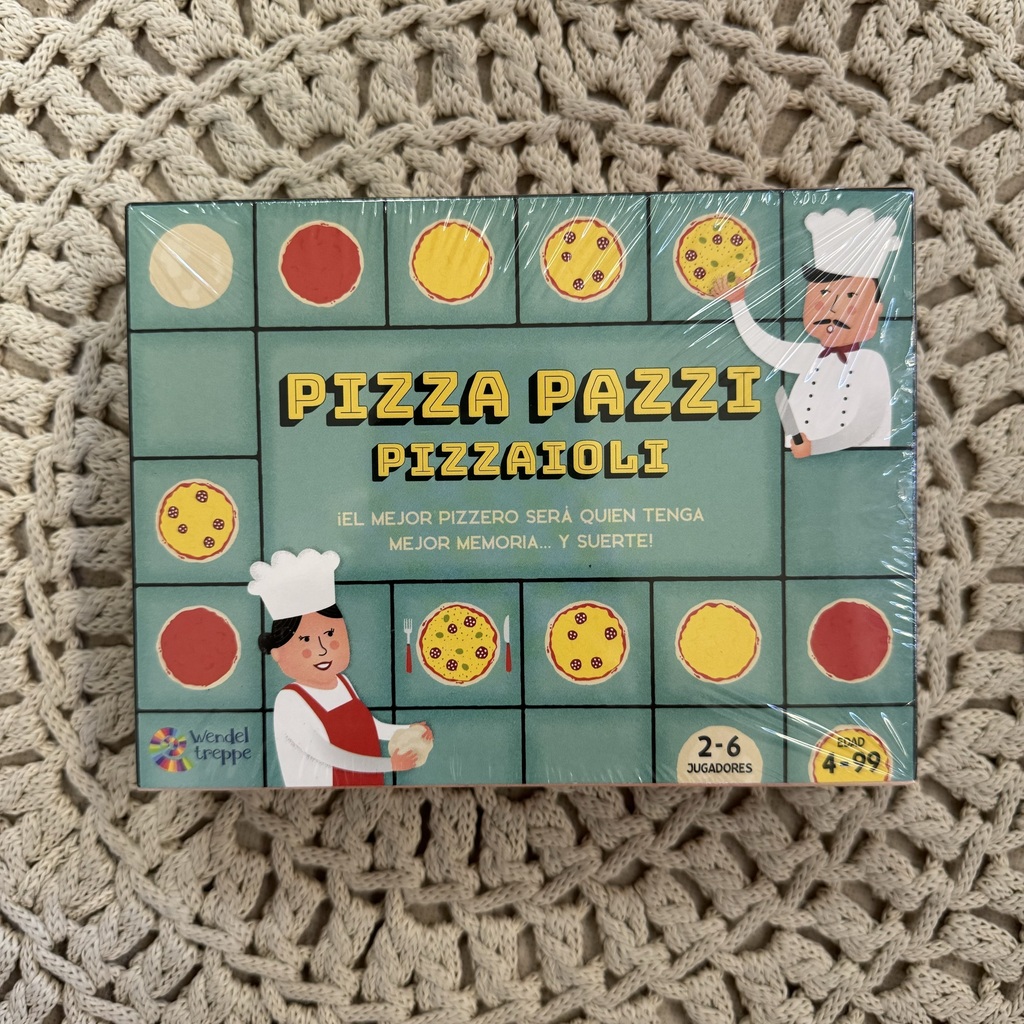 PIZZA PAZZI
PIZZAIOLI
¡EL MEJOR PIZZERO SERÁ QUIEN TENGA
MEJOR MEMORIA... Y SUERTE!
Wendel
treppe
2-6
JUGADORES
EDAD
4-99